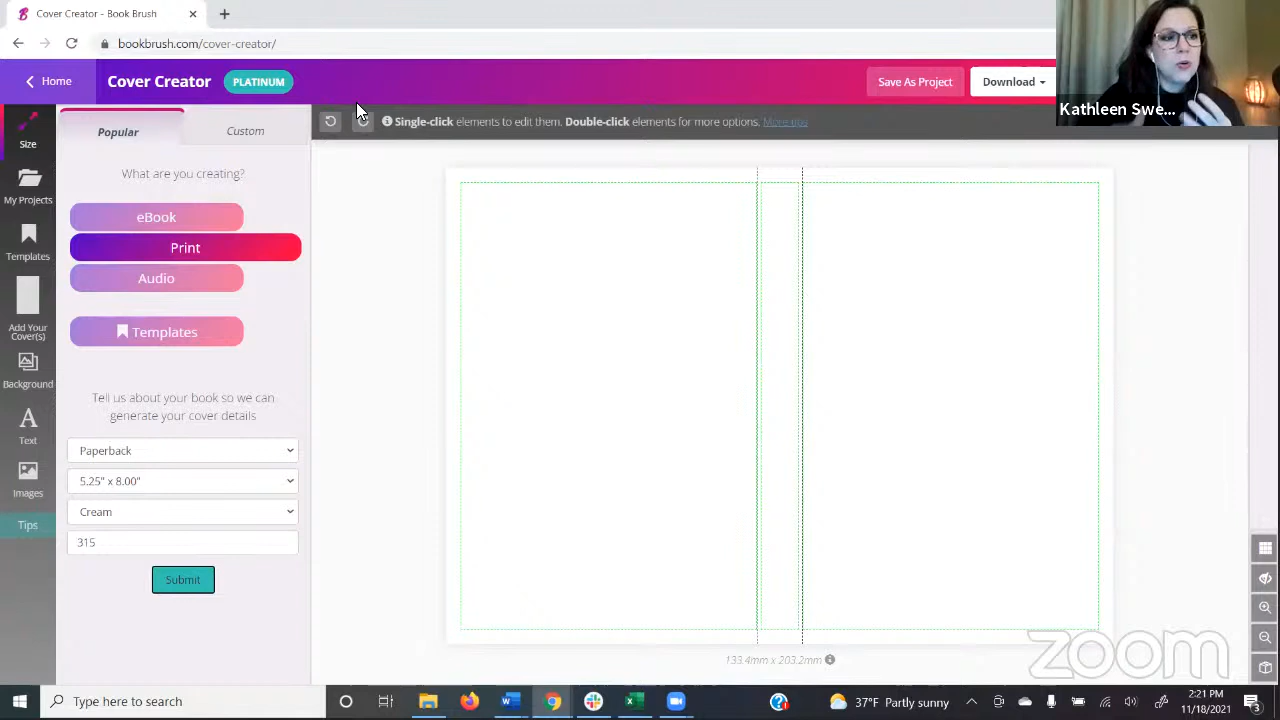 Cover Creator - Book Brush
bookbrush.com/cover-creator/
Home
Cover Creator
PLATINUM
Save As Project
Download
Kathleen Swe...
Size
My Projects
Templates
Add Your
Cover(s)
Background
Text
Images
Tips
Popular
Custom
What are you creating?
eBook
Print
Audio
Templates
Tell us about your book so we can
generate your cover details
Paperback
5.25" x 8.00"
Cream
315
Submit
Single-click elements to edit them. Double-click elements for more options. More tips
133.4mm x 203.2mm
zoom
Type here to search
37°F Partly sunny
2:21 PM
11/18/2021